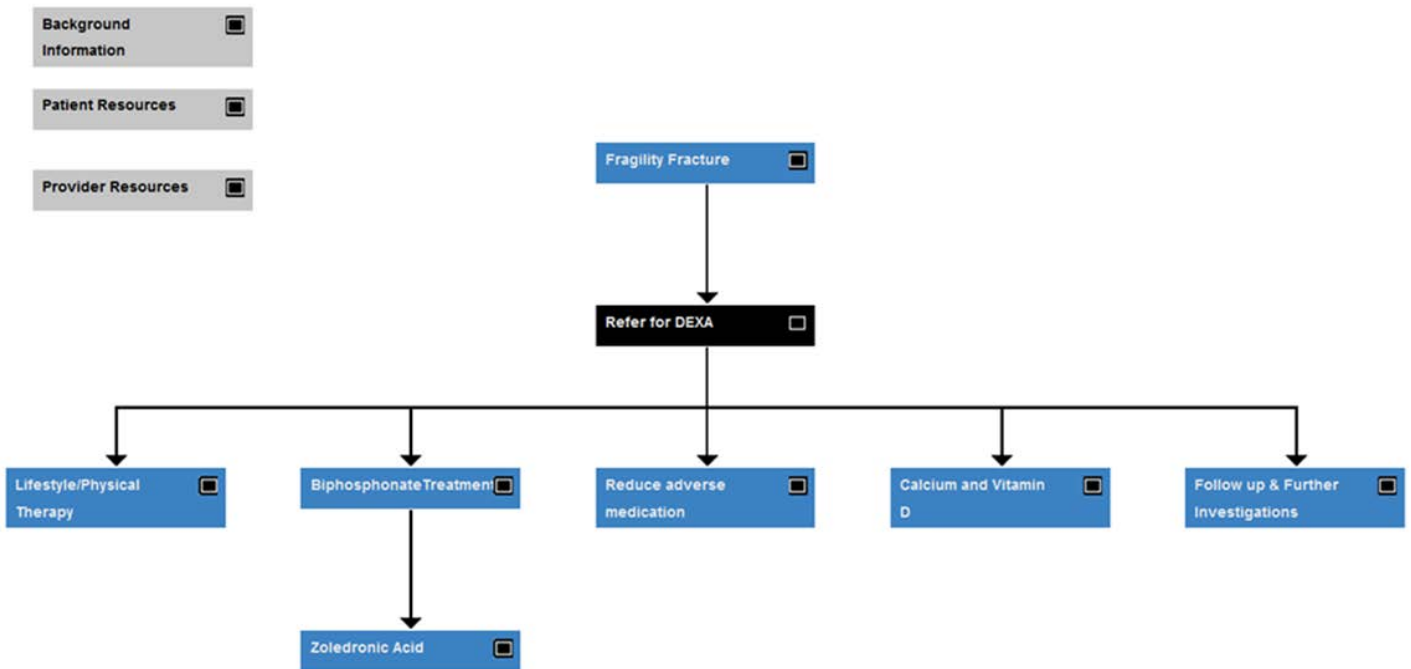 Background
Information
Patient Resources
Provider Resources
Fragility Fracture
Refer for DEXA
Lifestyle/Physical
Therapy
BiphosphonateTreatment
Reduce adverse
medication
Calcium and Vitamin
D
Follow up & Further
Investigations
Zoledronic Acid